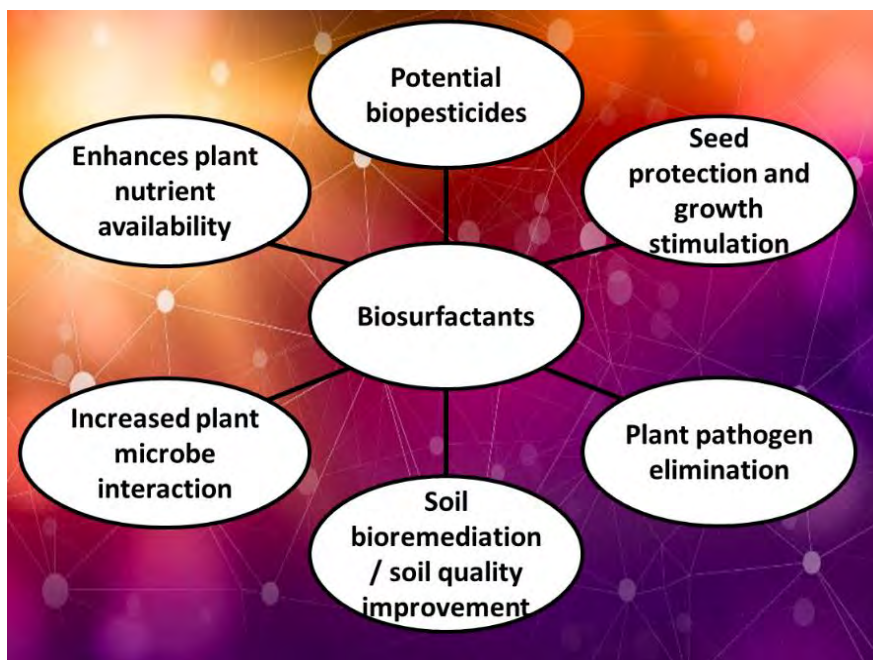 Potential
biopesticides
Seed
protection and
growth
stimulation
Enhances plant
nutrient
availability
Biosurfactants
Increased plant
microbe
interaction
Plant pathogen
elimination
Soil
bioremediation
/ soil quality
improvement